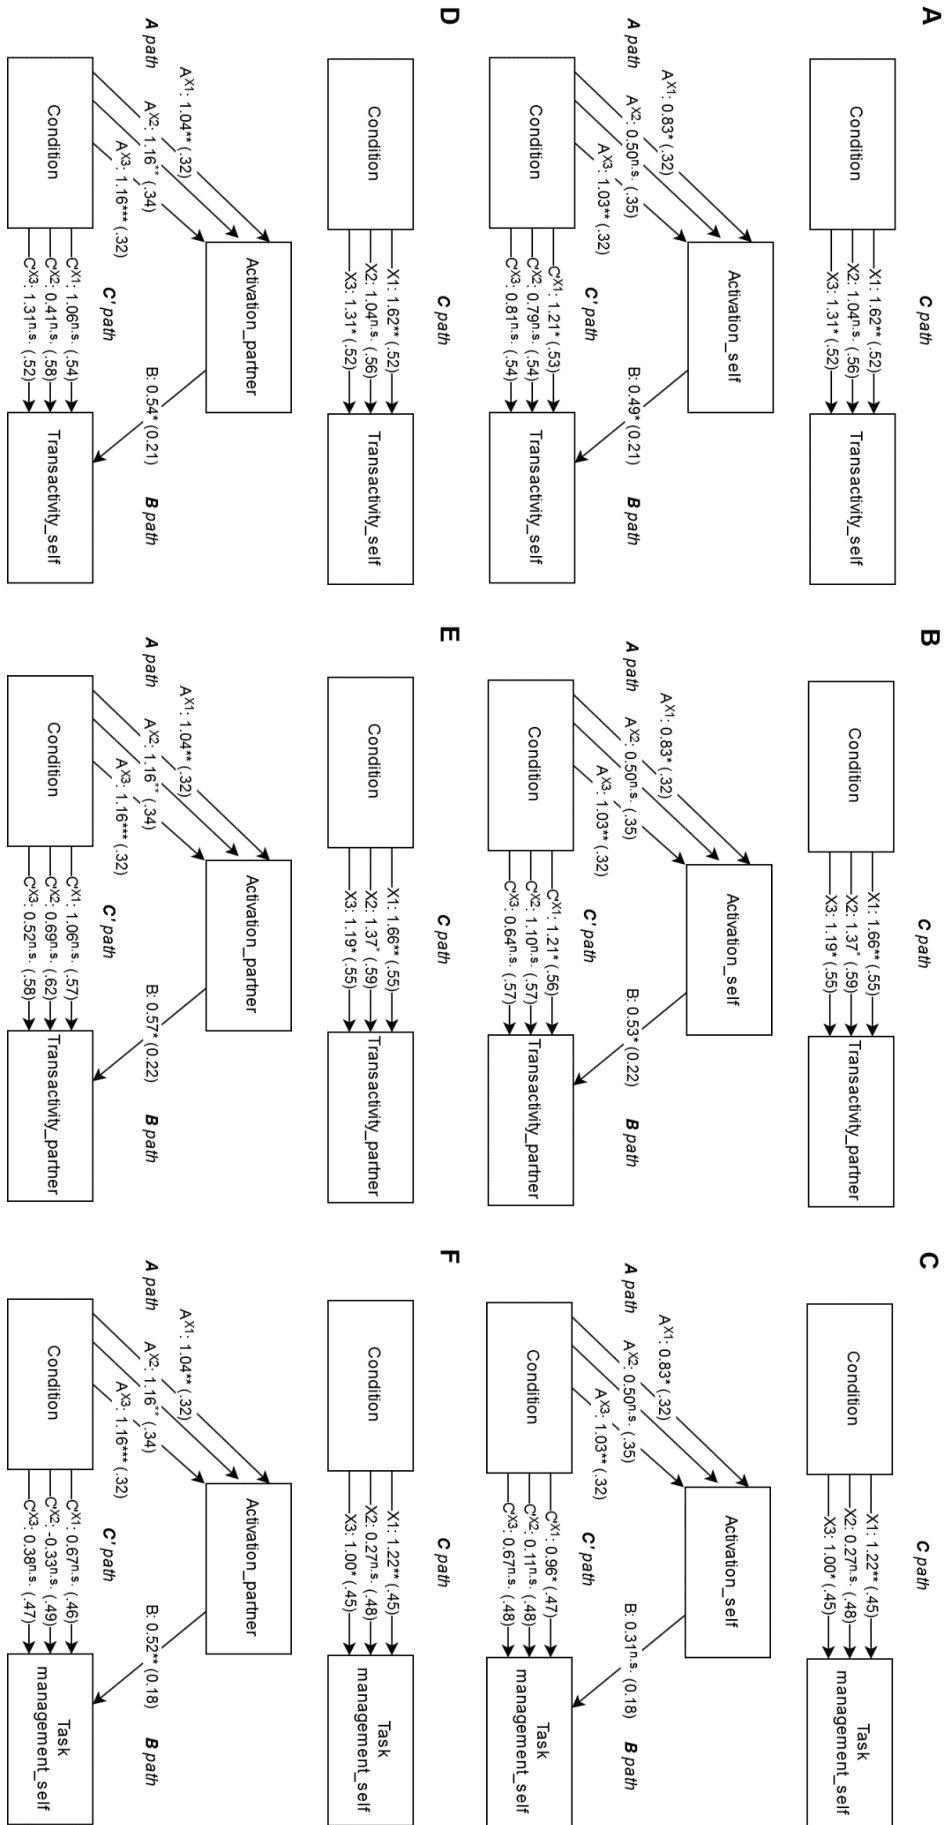 A
C path
Condition
X1: 1.62** (.52)
X2: 1.04n.s. (.56)
X3: 1.31* (.52)
Transactivity_self
Activation_self
A path
AX1: 0.83* (.32)
AX2: 0.50n.s. (.35)
AX3: 1.03** (.32)
B: 0.49* (0.21)
B path
C' path
Condition
C'X1: 1.21* (.53)
C'X2: 0.79n.s. (.54)
C'X3: 0.81n.s. (.54)
Transactivity_self
B
C path
Condition
X1: 1.66** (.55)
X2: 1.37* (.59)
X3: 1.19* (.55)
Transactivity_partner
Activation_self
A path
AX1: 0.83* (.32)
AX2: 0.50n.s. (.35)
AX3: 1.03** (.32)
B: 0.53* (0.22)
B path
C' path
Condition
C'X1: 1.21* (.56)
C'X2: 1.10n.s. (.57)
C'X3: 0.64n.s. (.57)
Transactivity_partner
C
C path
Condition
X1: 1.22** (.45)
X2: 0.27n.s. (.48)
X3: 1.00* (.45)
Task
management_self
Activation_self
A path
AX1: 0.83* (.32)
AX2: 0.50n.s. (.35)
AX3: 1.03** (.32)
B: 0.31n.s. (0.18)
B path
C' path
Condition
C'X1: 0.96* (.47)
C'X2: 0.11n.s. (.48)
C'X3: 0.67n.s. (.48)
Task
management_self
D
C path
Condition
X1: 1.62** (.52)
X2: 1.04n.s. (.56)
X3: 1.31* (.52)
Transactivity_self
Activation_partner
A path
AX1: 1.04** (.32)
AX2: 1.16** (.34)
AX3: 1.16*** (.32)
B: 0.54* (0.21)
B path
C' path
Condition
C'X1: 1.06n.s. (.54)
C'X2: 0.41n.s. (.58)
C'X3: 1.31n.s. (.52)
Transactivity_self
E
C path
Condition
X1: 1.66** (.55)
X2: 1.37* (.59)
X3: 1.19* (.55)
Transactivity_partner
Activation_partner
A path
AX1: 1.04** (.32)
AX2: 1.16** (.34)
AX3: 1.16*** (.32)
B: 0.57* (0.22)
B path
C' path
Condition
C'X1: 1.06n.s. (.57)
C'X2: 0.69n.s. (.62)
C'X3: 0.52n.s. (.58)
Transactivity_partner
F
C path
Condition
X1: 1.22** (.45)
X2: 0.27n.s. (.48)
X3: 1.00* (.45)
Task
management_self
Activation_partner
A path
AX1: 1.04** (.32)
AX2: 1.16** (.34)
AX3: 1.16*** (.32)
B: 0.52** (0.18)
B path
C' path
Condition
C'X1: 0.67n.s. (.46)
C'X2: -0.33n.s. (.49)
C'X3: 0.38n.s. (.47)
Task
management_self